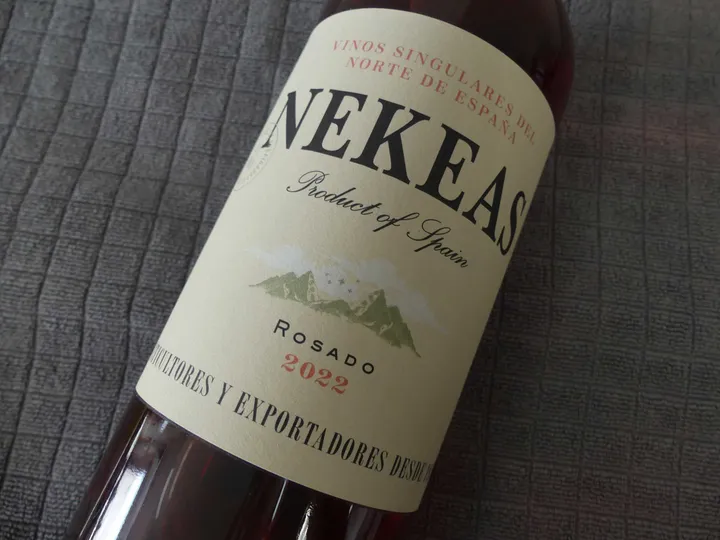 VINOS SINGULARES DEL
NORTE DE ESPAÑA
NEKEAS
Product of Spain
ROSADO
2022
Y EXPORTADORES DESDE